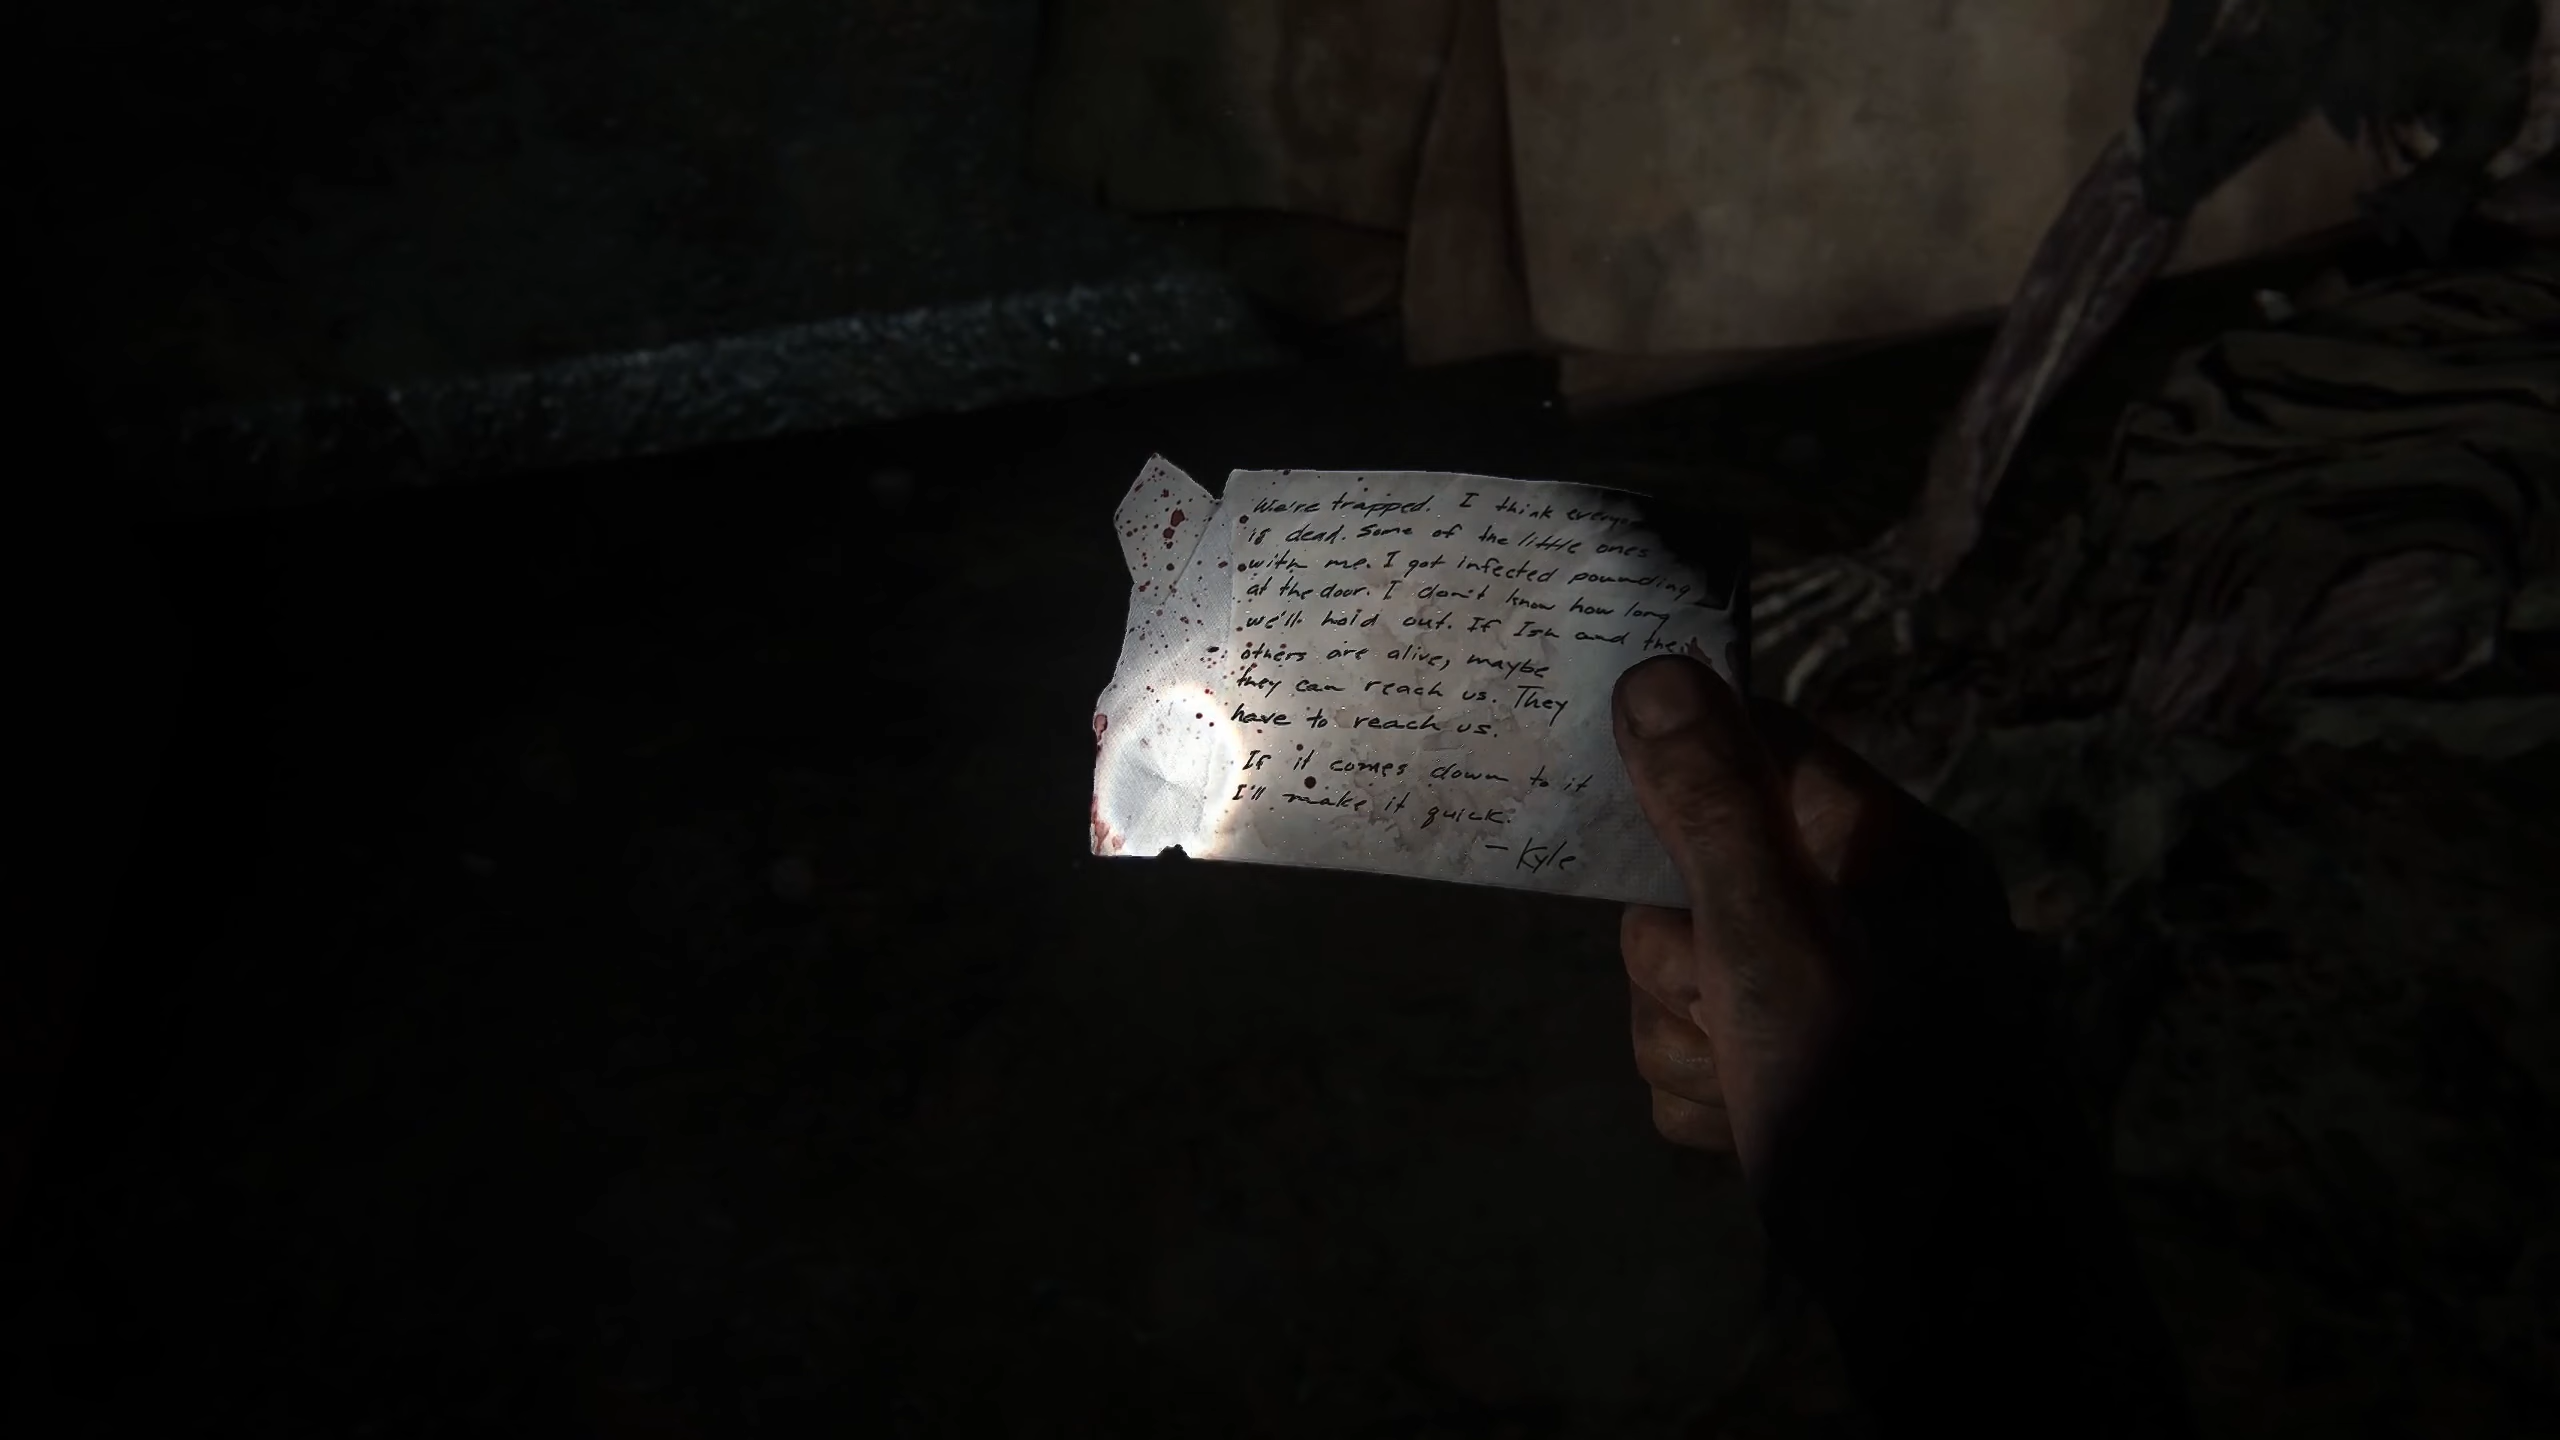 We're trapped. I think everyone
is dead. Some of the little ones
with me. I got infected pounding
at the door. I don't know how long
we'll hold out. If Ish and the
others are alive, maybe
they can reach us. They
have to reach us.
If it comes down to it
I'll make it quick.
— Kyle